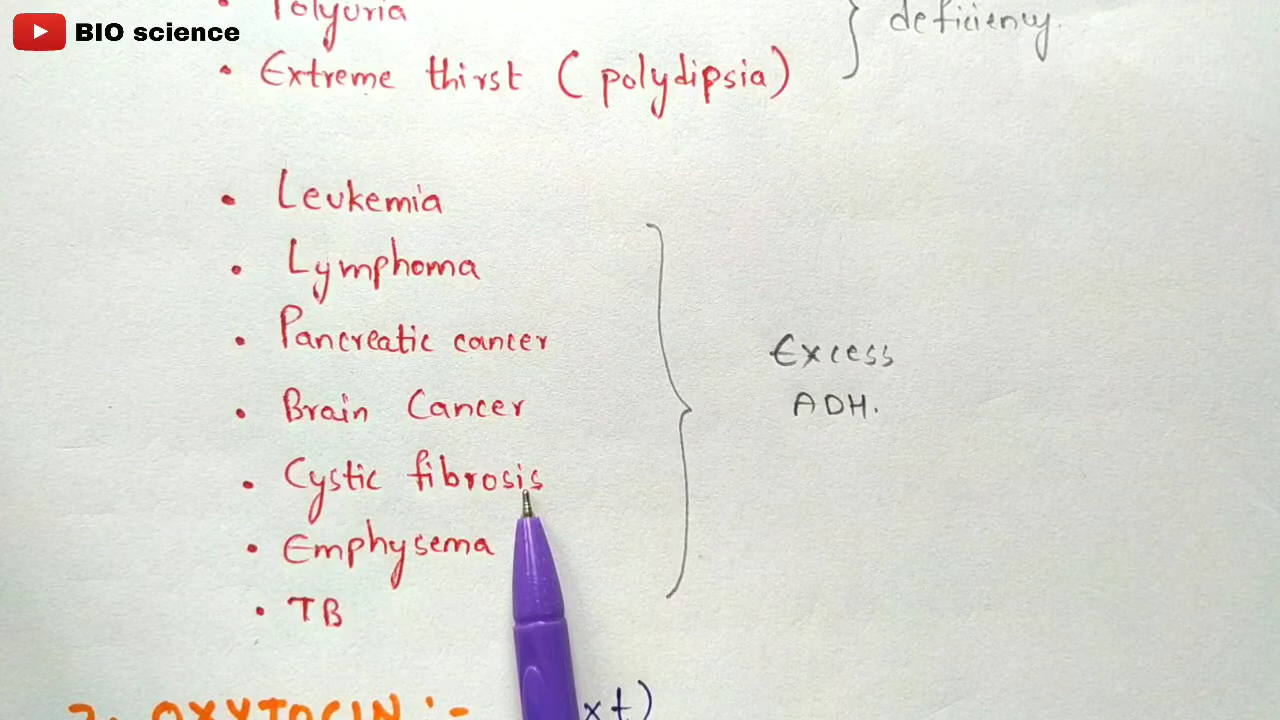 BIO science
Polyuria
deficiency.
• Extreme thirst (polydipsia)
• Leukemia
• Lymphoma
• Pancreatic cancer
• Brain Cancer
• Cystic fibrosis
• Emphysema
• TB
Excess
ADH.
2. OXYTOCIN :-